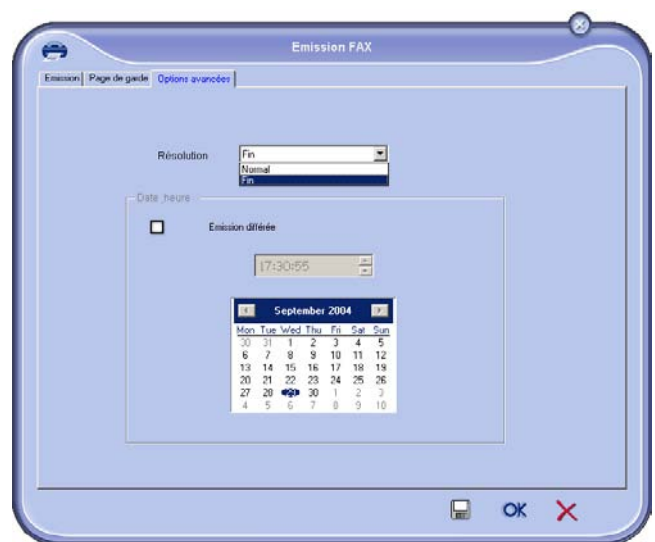 Emission FAX
Emission Page de garde Options avancées
Résolution Fin
Normal
Fin
Date_heure
Emission différée
17:30:55
September 2004
Mon Tue Wed Thu Fri Sat Sun
30 31 1 2 3 4 5
6 7 8 9 10 11 12
13 14 15 16 17 18 19
20 21 22 23 24 25 26
27 28 29 30 1 2 3
4 5 6 7 8 9 10
OK